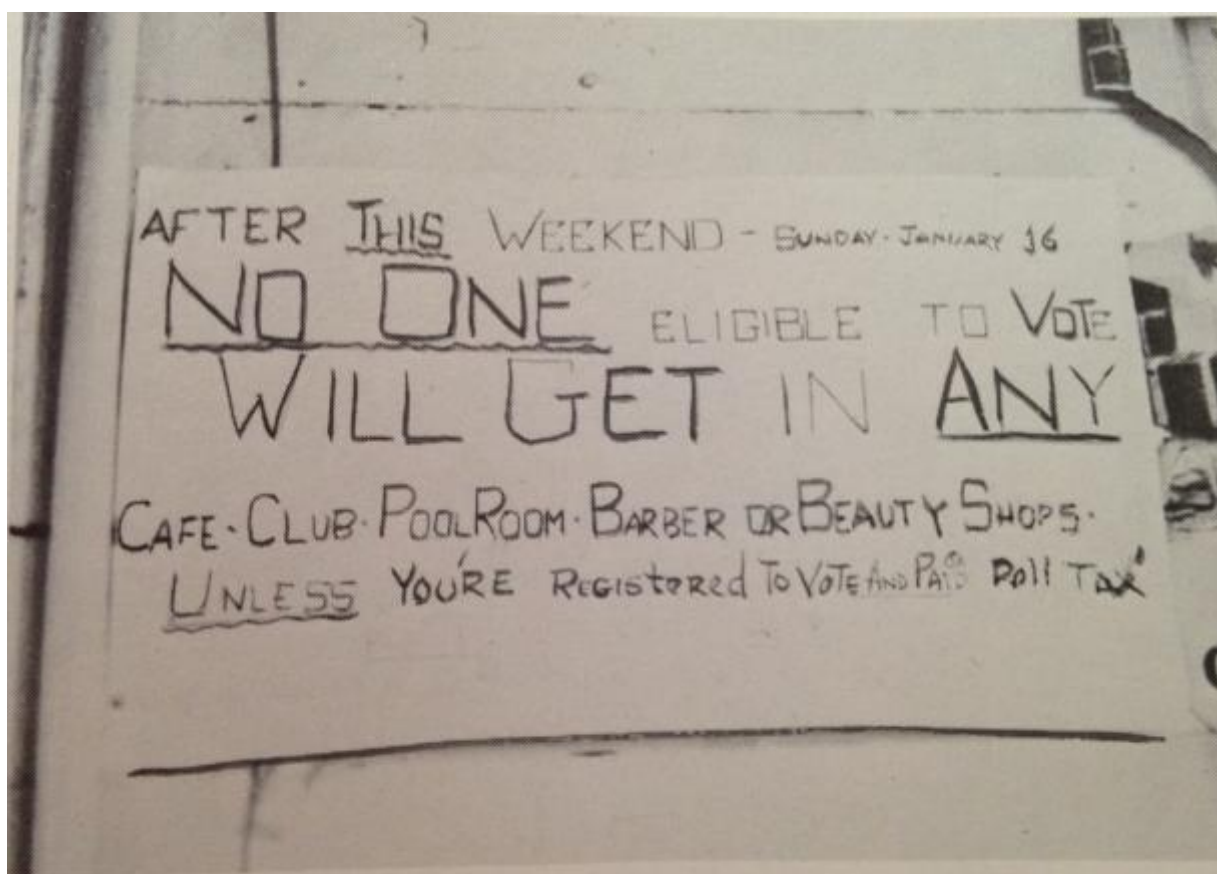 AFTER THIS WEEKEND - SUNDAY - JANUARY 16
NO ONE ELIGIBLE TO VOTE
WILL GET IN ANY
CAFE · CLUB · POOLROOM · BARBER OR BEAUTY SHOPS ·
UNLESS YOU'RE REGISTERED TO VOTE AND PAID Poll TAX